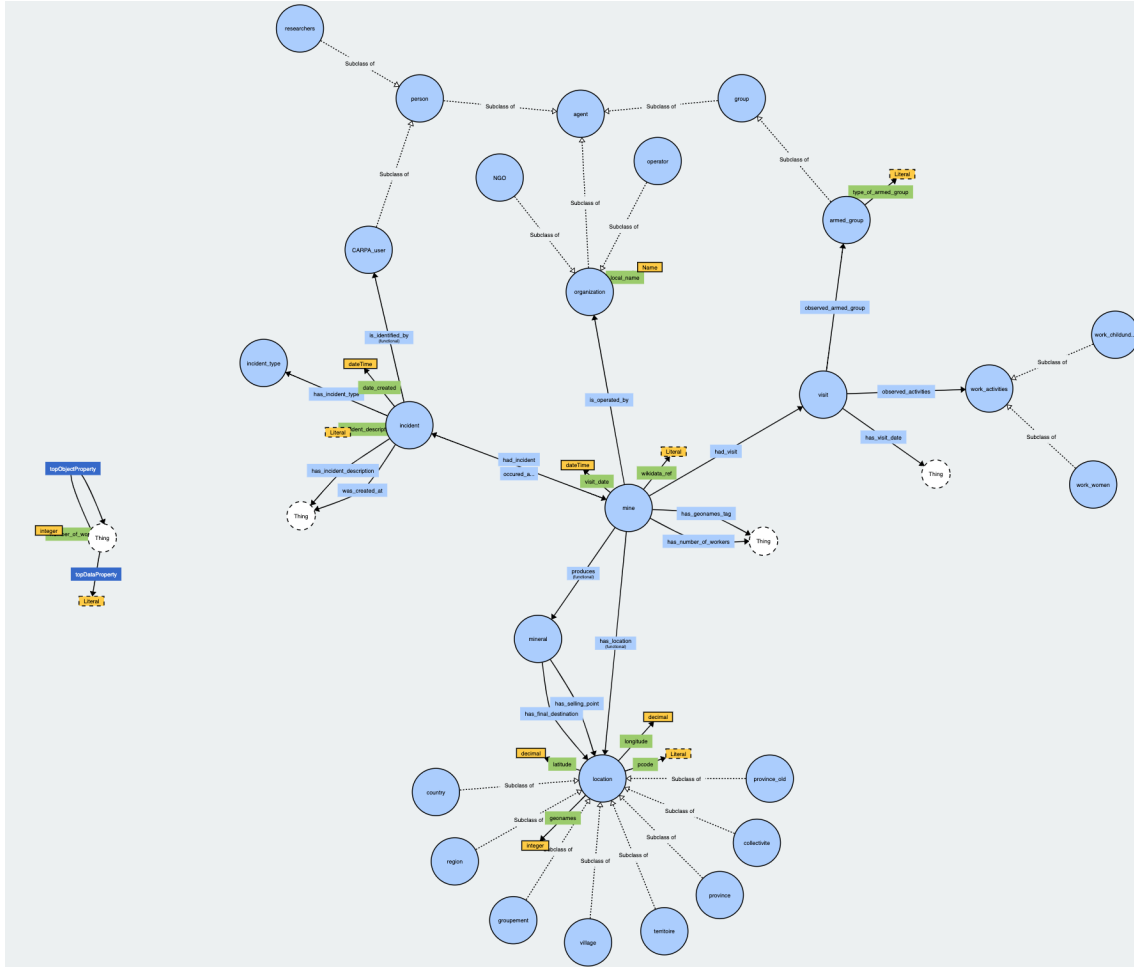 researchers
Subclass of
person
Subclass of
agent
Subclass of
group
Subclass of
Subclass of
NGO
operator
Subclass of
Literal
type_of_armed_group
armed_group
Subclass of
Subclass of
CARPA_user
Name
local_name
organization
observed_armed_group
is_identified_by
(functional)
work_childund...
Subclass of
incident_type
dateTime
date_created
has_incident_type
is_operated_by
visit
observed_activities
work_activities
incident
Literal
has_visit_date
Subclass of
had_incident
occured_a...
had_visit
Literal
wikidata_ref
dateTime
visit_date
has_incident_description
was_created_at
Thing
work_women
topObjectProperty
mine
Thing
has_geonames_tag
Thing
has_number_of_workers
integer
Thing
topDataProperty
Literal
produces
(functional)
mineral
has_location
(functional)
has_selling_point
has_final_destination
decimal
longitude
decimal
latitude
Literal
pcode
location
Subclass of
province_old
country
Subclass of
Subclass of
geonames
Subclass of
integer
Subclass of
Subclass of
collectivite
region
Subclass of
Subclass of
province
groupement
village
territoire